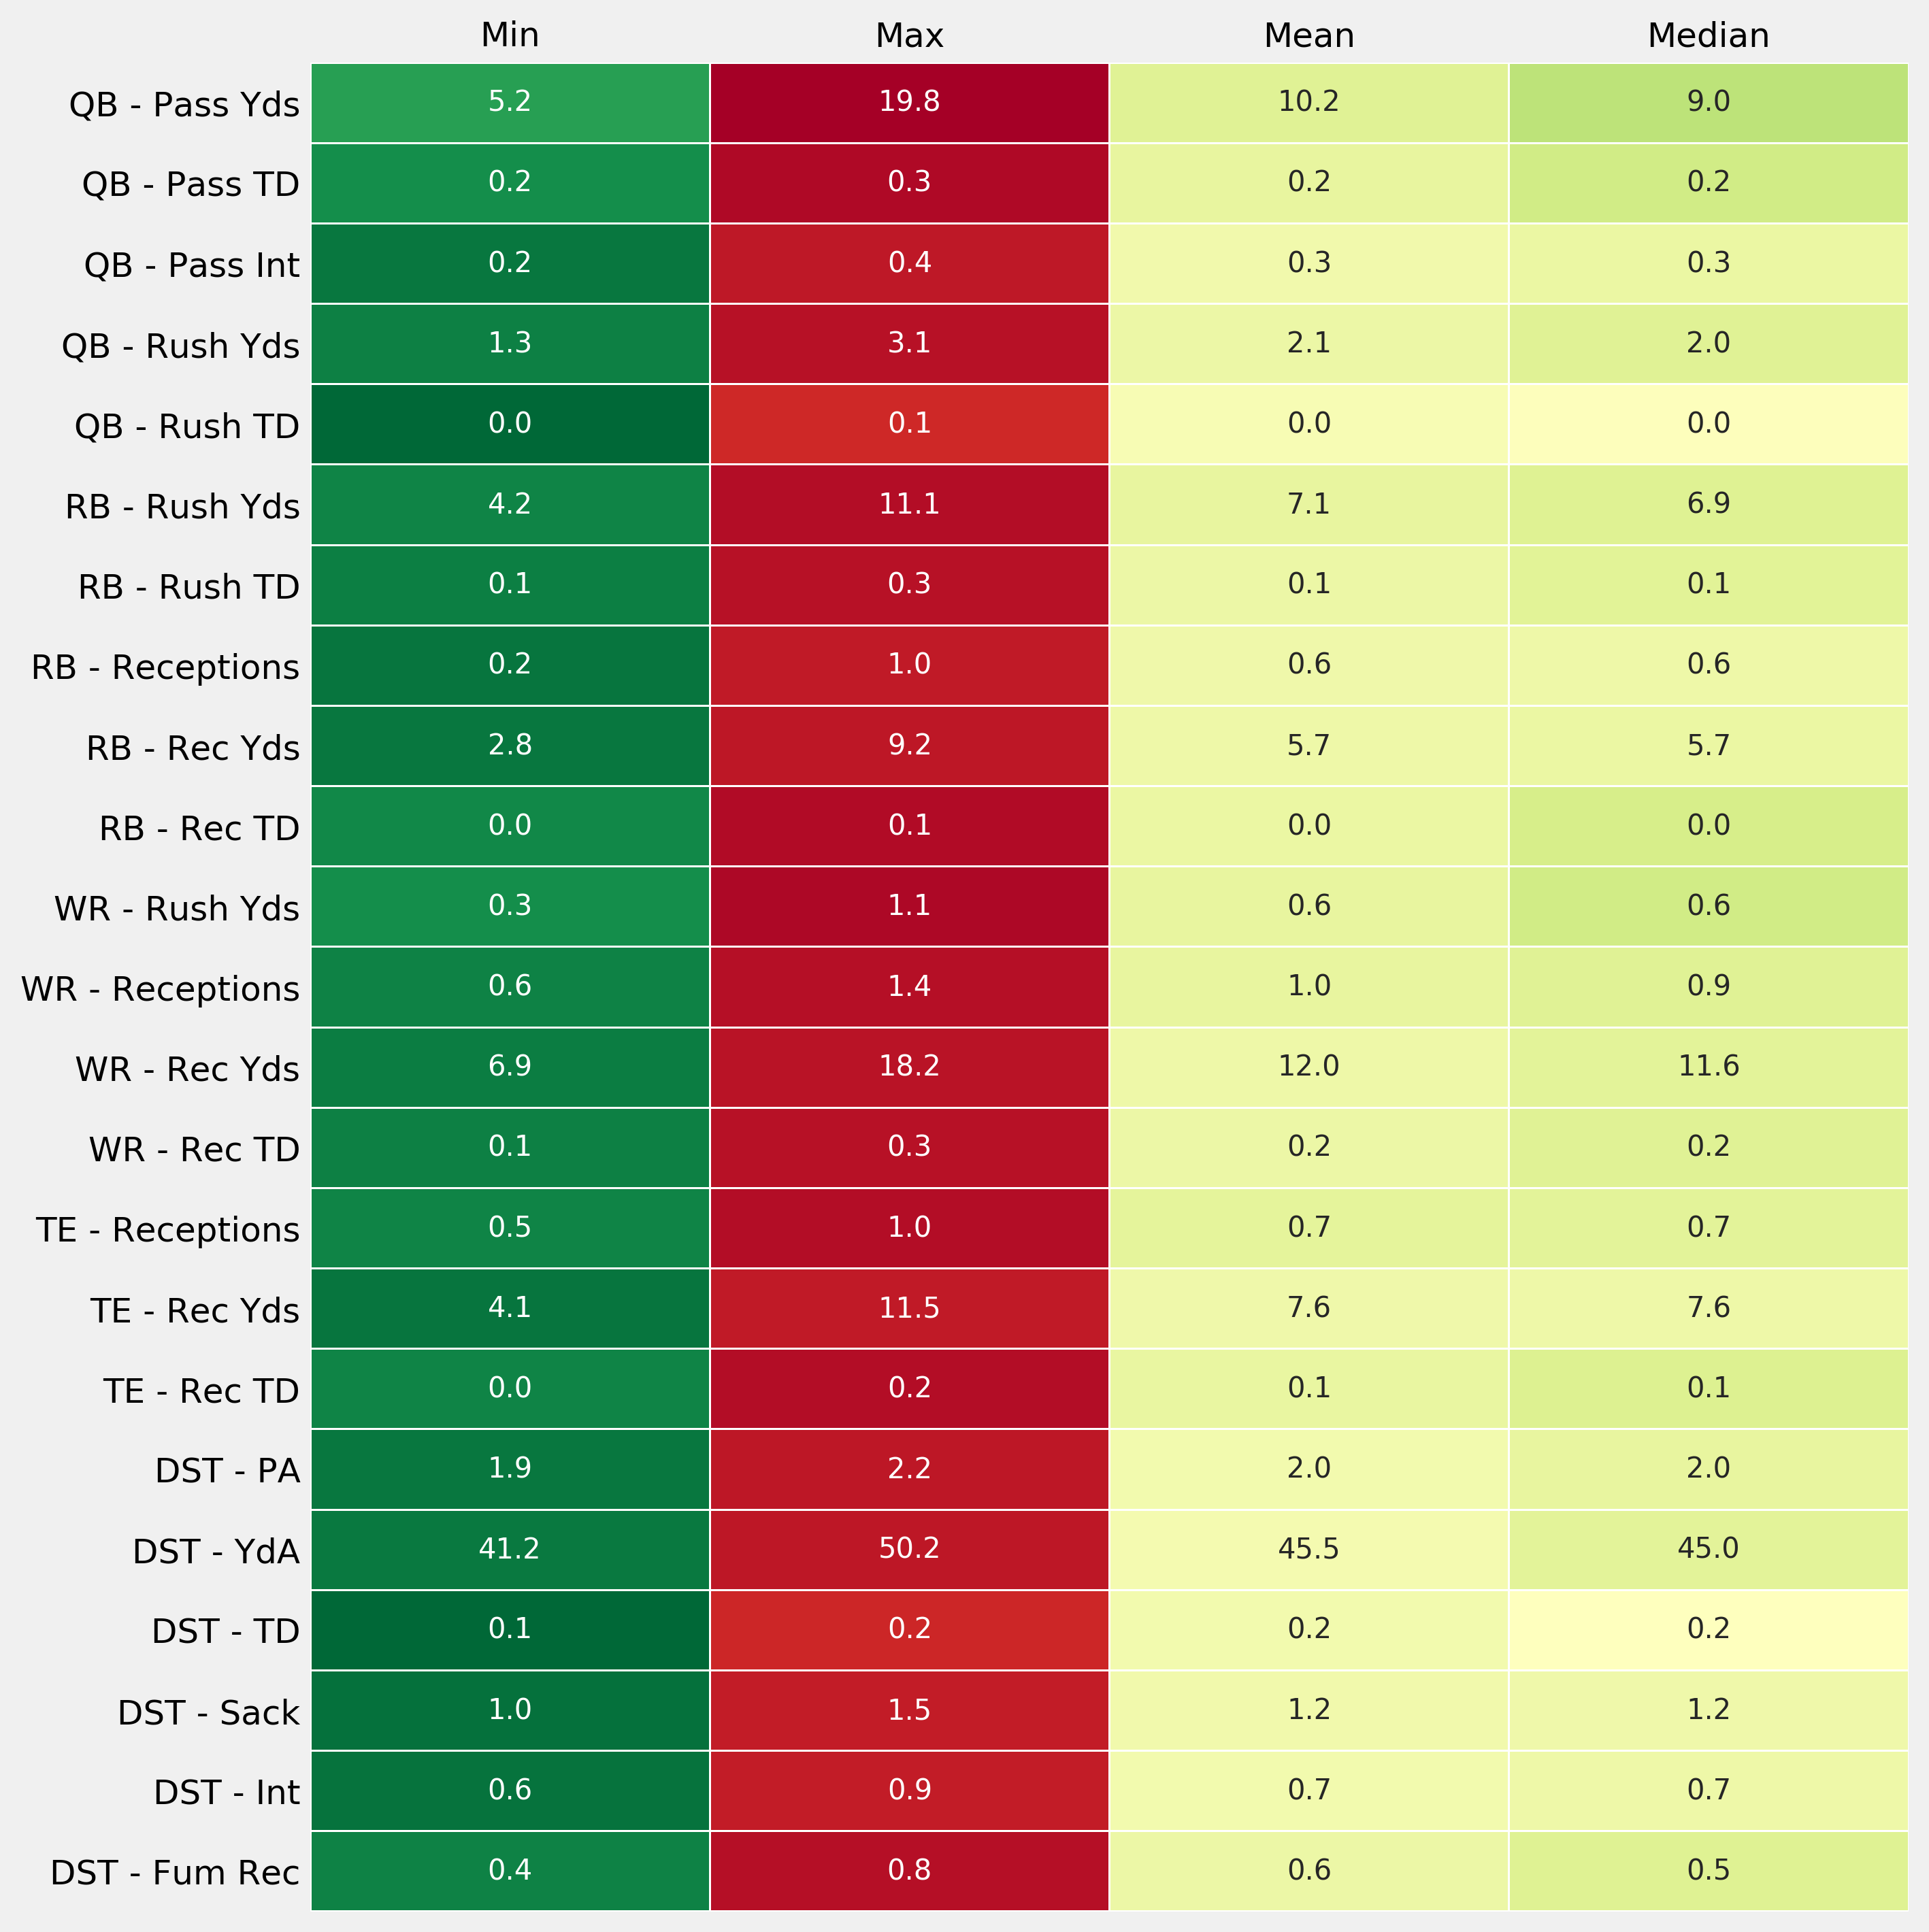 Min Max Mean Median
QB - Pass Yds 5.2 19.8 10.2 9.0
QB - Pass TD 0.2 0.3 0.2 0.2
QB - Pass Int 0.2 0.4 0.3 0.3
QB - Rush Yds 1.3 3.1 2.1 2.0
QB - Rush TD 0.0 0.1 0.0 0.0
RB - Rush Yds 4.2 11.1 7.1 6.9
RB - Rush TD 0.1 0.3 0.1 0.1
RB - Receptions 0.2 1.0 0.6 0.6
RB - Rec Yds 2.8 9.2 5.7 5.7
RB - Rec TD 0.0 0.1 0.0 0.0
WR - Rush Yds 0.3 1.1 0.6 0.6
WR - Receptions 0.6 1.4 1.0 0.9
WR - Rec Yds 6.9 18.2 12.0 11.6
WR - Rec TD 0.1 0.3 0.2 0.2
TE - Receptions 0.5 1.0 0.7 0.7
TE - Rec Yds 4.1 11.5 7.6 7.6
TE - Rec TD 0.0 0.2 0.1 0.1
DST - PA 1.9 2.2 2.0 2.0
DST - YdA 41.2 50.2 45.5 45.0
DST - TD 0.1 0.2 0.2 0.2
DST - Sack 1.0 1.5 1.2 1.2
DST - Int 0.6 0.9 0.7 0.7
DST - Fum Rec 0.4 0.8 0.6 0.5